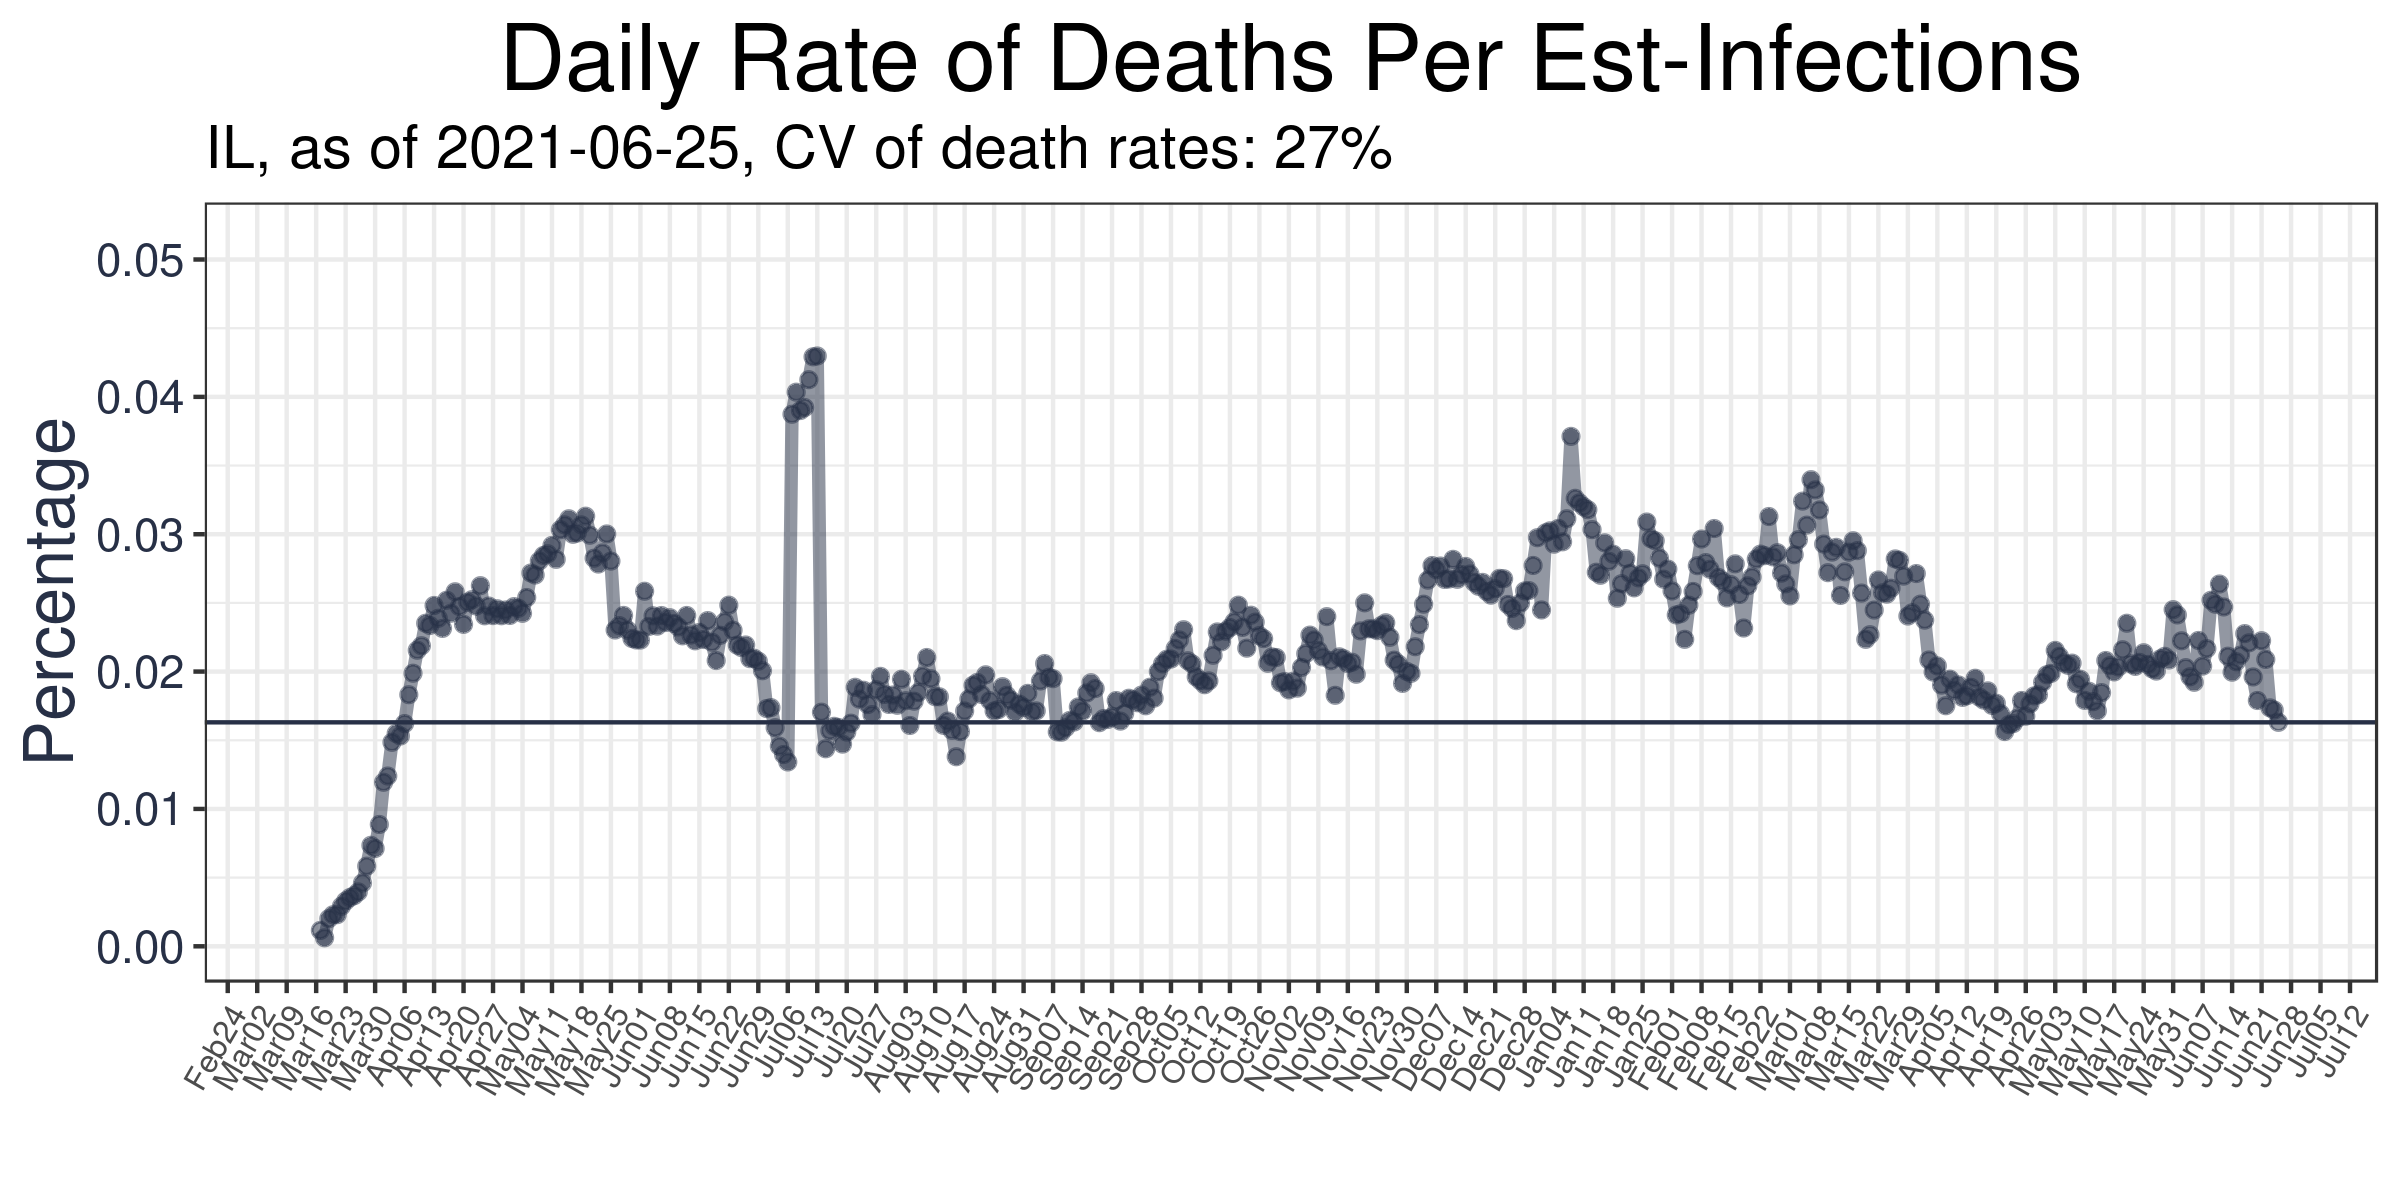 Daily Rate of Deaths Per Est-Infections
IL, as of 2021-06-25, CV of death rates: 27%
Percentage
0.05
0.04
0.03
0.02
0.01
0.00
Feb24
Mar02
Mar09
Mar16
Mar23
Mar30
Apr06
Apr13
Apr20
Apr27
May04
May11
May18
May25
Jun01
Jun08
Jun15
Jun22
Jun29
Jul06
Jul13
Jul20
Jul27
Aug03
Aug10
Aug17
Aug24
Aug31
Sep07
Sep14
Sep21
Sep28
Oct05
Oct12
Oct19
Oct26
Nov02
Nov09
Nov16
Nov23
Nov30
Dec07
Dec14
Dec21
Dec28
Jan04
Jan11
Jan18
Jan25
Feb01
Feb08
Feb15
Feb22
Mar01
Mar08
Mar15
Mar22
Mar29
Apr05
Apr12
Apr19
Apr26
May03
May10
May17
May24
May31
Jun07
Jun14
Jun21
Jun28
Jul05
Jul12